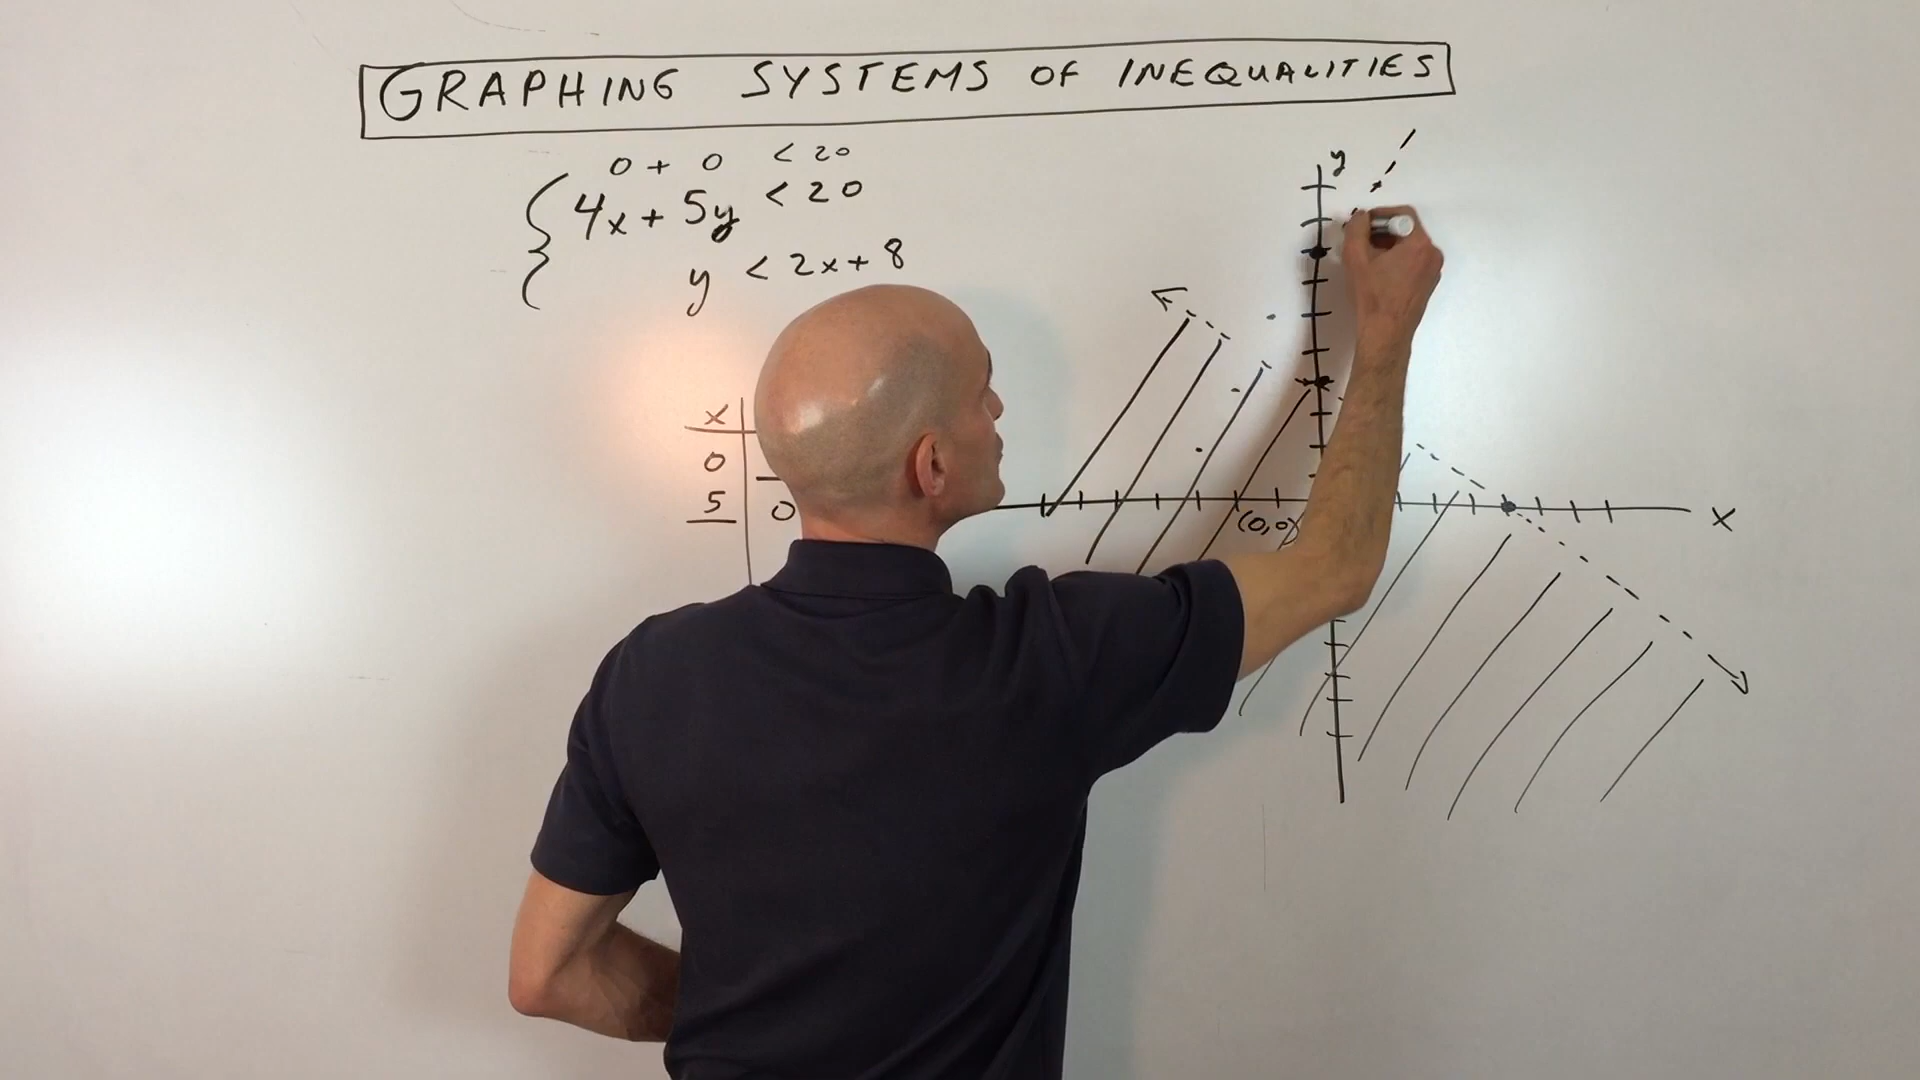 GRAPHING SYSTEMS OF INEQUALITIES
0 + 0 < 20
4x + 5y < 20
y < 2x + 8
y
x
0
5 0
(0,0)
x